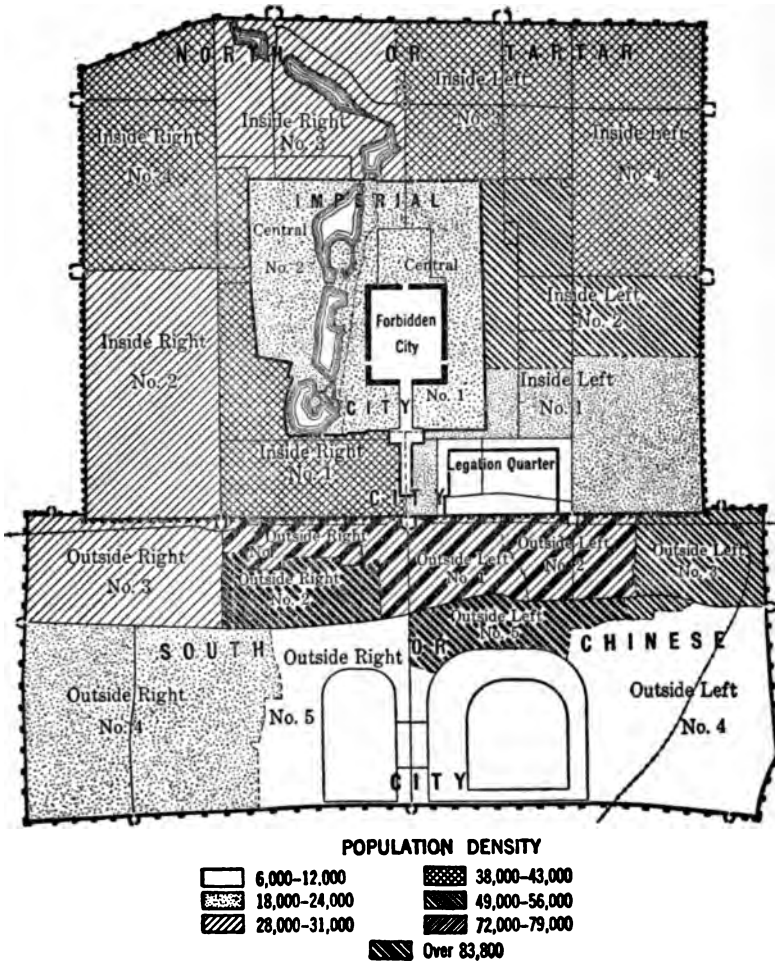 NORTH OR TARTAR
Inside Left
No. 3
Inside Right
No. 3
Inside Right
No. 4
Inside Left
No. 4
IMPERIAL
Central
No. 2
Central
Forbidden
City
Inside Left
No. 2
Inside Right
No. 2
Inside Left
No. 1
No. 1
CITY
Inside Right
No. 1
Legation Quarter
CITY
Outside Right
Outside Left
No. 2
Outside Right
No. 3
Outside Left
No. 1
Outside Left
No. 3
Outside Right
No. 2
Outside Left
No. 5
SOUTH OR CHINESE
Outside Right
No. 5
Outside Right
No. 4
Outside Left
No. 4
CITY
POPULATION DENSITY
6,000–12,000
38,000–43,000
18,000–24,000
49,000–56,000
28,000–31,000
72,000–79,000
Over 83,800